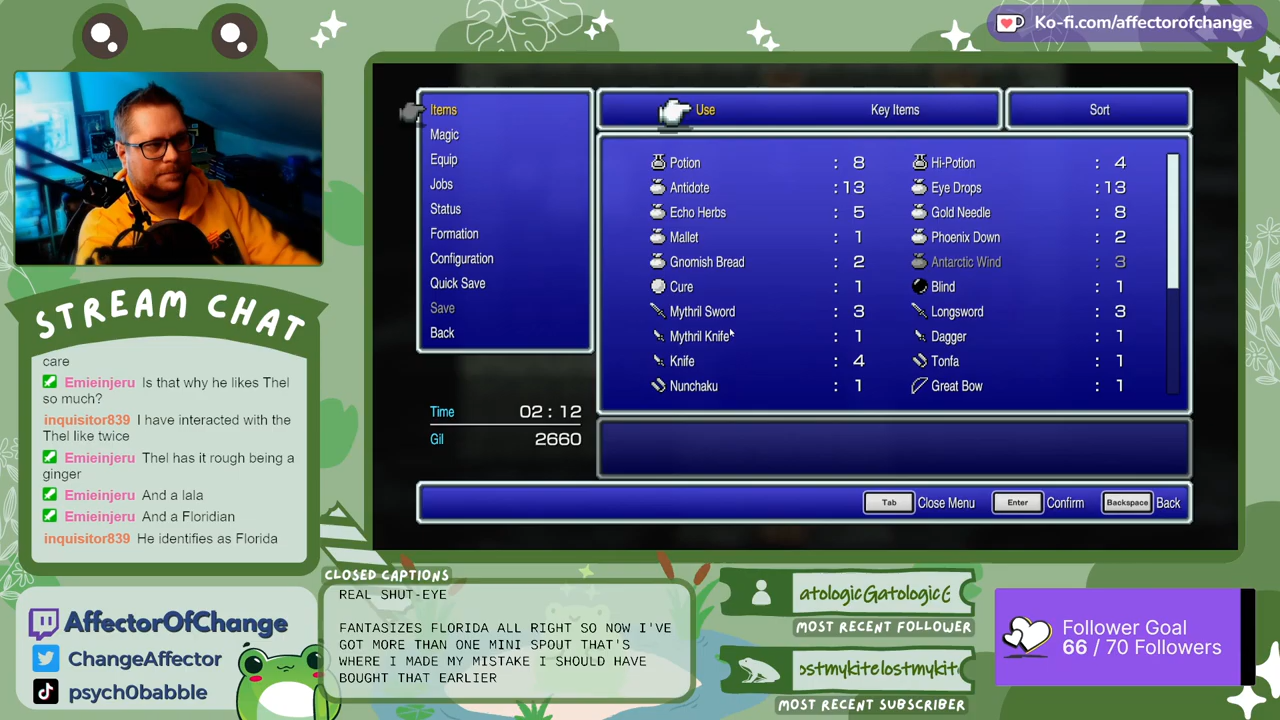 Ko-fi.com/affectorofchange
Items
Magic
Equip
Jobs
Status
Formation
Configuration
Quick Save
Save
Back
Use
Key Items
Sort
Potion : 8
Hi-Potion : 4
Antidote : 13
Eye Drops : 13
Echo Herbs : 5
Gold Needle : 8
Mallet : 1
Phoenix Down : 2
Gnomish Bread : 2
Antarctic Wind : 3
Cure : 1
Blind : 1
Mythril Sword : 3
Longsword : 3
Mythril Knife : 1
Dagger : 1
Knife : 4
Tonfa : 1
Nunchaku : 1
Great Bow : 1
Time 02 : 12
Gil 2660
Tab Close Menu
Enter Confirm
Backspace Back
STREAM CHAT
care
Emieinjeru Is that why he likes Thel
so much?
inquisitor839 I have interacted with the
Thel like twice
Emieinjeru Thel has it rough being a
ginger
Emieinjeru And a lala
Emieinjeru And a Floridian
inquisitor839 He identifies as Florida
AffectorOfChange
ChangeAffector
psych0babble
CLOSED CAPTIONS
REAL SHUT-EYE
FANTASIZES FLORIDA ALL RIGHT SO NOW I'VE
GOT MORE THAN ONE MINI SPOUT THAT'S
WHERE I MADE MY MISTAKE I SHOULD HAVE
BOUGHT THAT EARLIER
atologicGatologicG
MOST RECENT FOLLOWER
ostmykitelostmykit
MOST RECENT SUBSCRIBER
Follower Goal
66 / 70 Followers